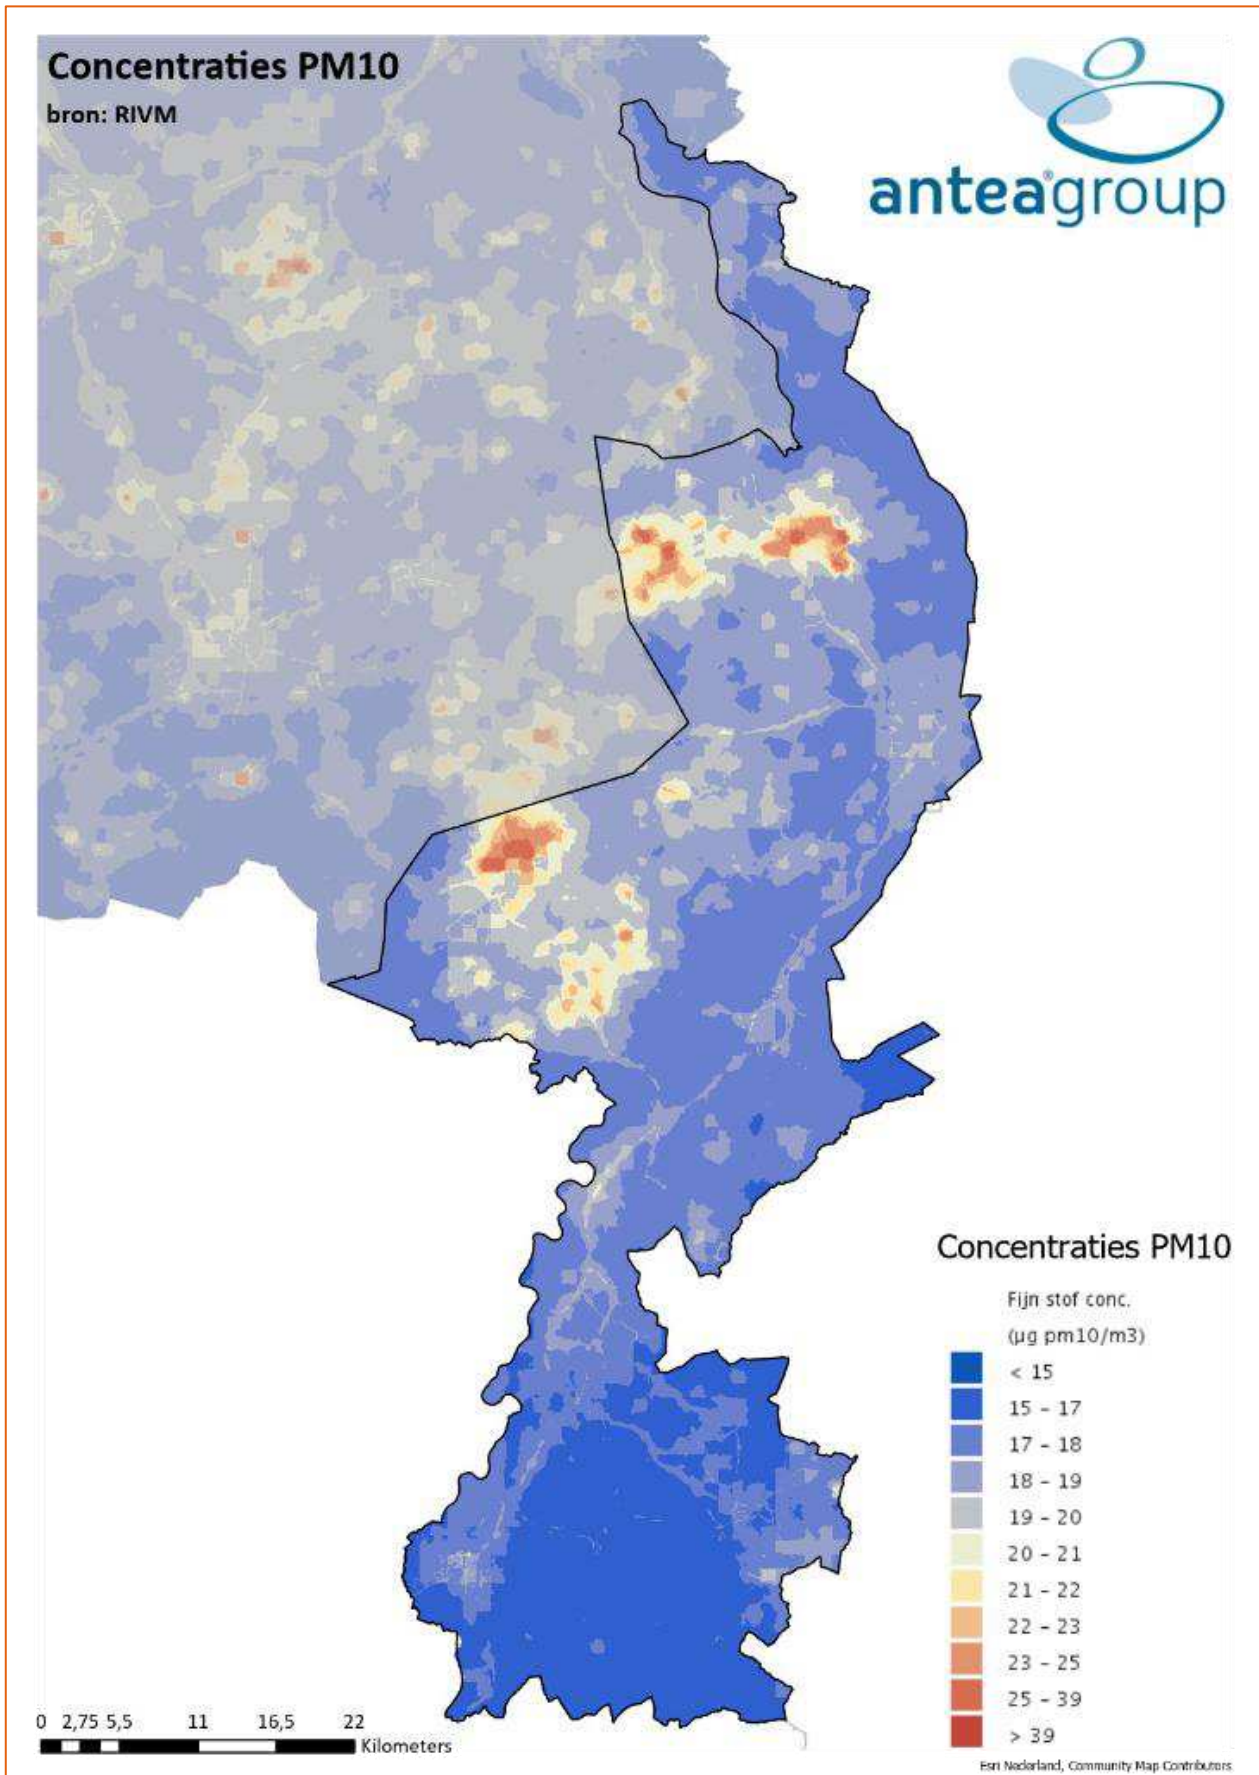 Concentraties PM10
bron: RIVM
antea®group
Concentraties PM10
Fijn stof conc.
(µg pm10/m3)
< 15
15 - 17
17 - 18
18 - 19
19 - 20
20 - 21
21 - 22
22 - 23
23 - 25
25 - 39
> 39
0 2,75 5,5 11 16,5 22
Kilometers
Esri Nederland, Community Map Contributors